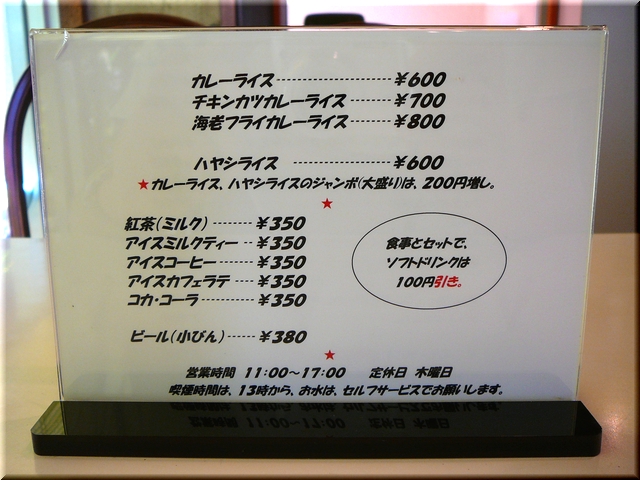 カレーライス ---------------------- ￥600
チキンカツカレーライス -------- ￥700
海老フライカレーライス -------- ￥800
ハヤシライス ------------------- ￥600
★カレーライス、ハヤシライスのジャンボ(大盛り)は、200円増し。
★
紅茶(ミルク) ------- ￥350
アイスミルクティー -- ￥350
アイスコーヒー ----- ￥350
アイスカフェラテ ---- ￥350
コカ・コーラ ---------- ￥350
食事とセットで、
ソフトドリンクは
100円引き。
ビール(小びん) ------ ￥380
★
営業時間 11:00～17:00 定休日 木曜日
喫煙時間は、13時から、お水は、セルフサービスでお願いします。